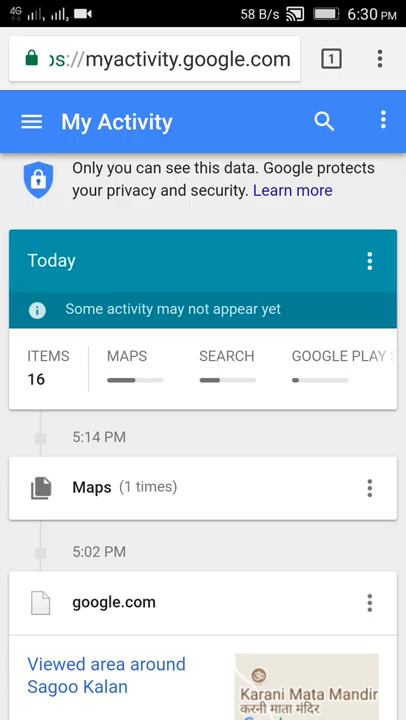 4G 58 B/s 6:30 PM
ps://myactivity.google.com 1
My Activity
Only you can see this data. Google protects
your privacy and security. Learn more
Today
Some activity may not appear yet
ITEMS MAPS SEARCH GOOGLE PLAY S
16
5:14 PM
Maps (1 times)
5:02 PM
google.com
Viewed area around
Sagoo Kalan
Karani Mata Mandir
करनी माता मंदिर